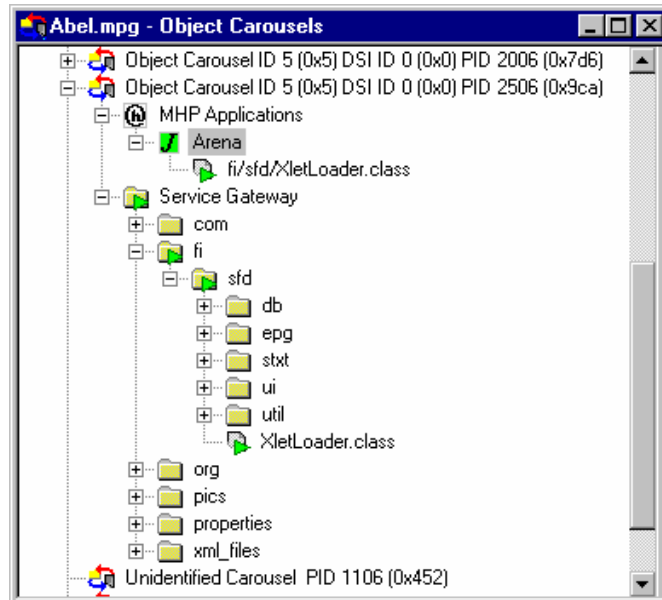 Abel.mpg - Object Carousels
Object Carousel ID 5 (0x5) DSI ID 0 (0x0) PID 2006 (0x7d6)
Object Carousel ID 5 (0x5) DSI ID 0 (0x0) PID 2506 (0x9ca)
MHP Applications
Arena
fi/sfd/XletLoader.class
Service Gateway
com
fi
sfd
db
epg
stxt
ui
util
XletLoader.class
org
pics
properties
xml_files
Unidentified Carousel PID 1106 (0x452)